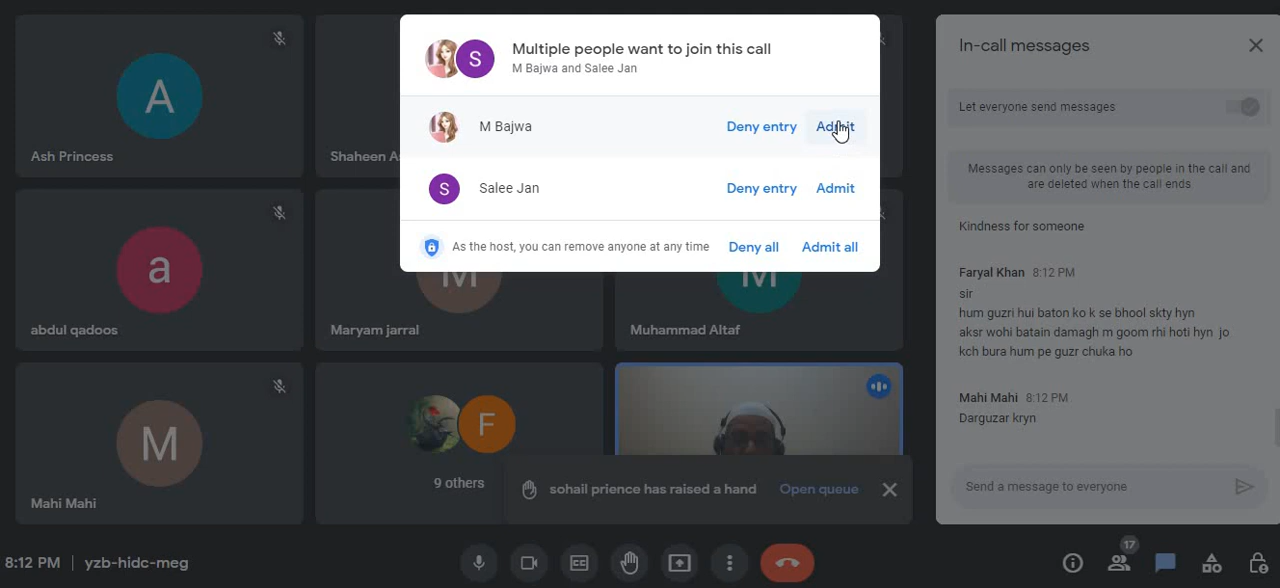 A
Ash Princess
Shaheen A
Multiple people want to join this call
M Bajwa and Salee Jan
M Bajwa
Deny entry
Admit
S
Salee Jan
Deny entry
Admit
As the host, you can remove anyone at any time
Deny all
Admit all
a
abdul qadoos
M
Maryam jarral
M
Muhammad Altaf
M
Mahi Mahi
F
9 others
sohail prience has raised a hand
Open queue
In-call messages
Let everyone send messages
Messages can only be seen by people in the call and
are deleted when the call ends
Kindness for someone
Faryal Khan 8:12 PM
sir
hum guzri hui baton ko k se bhool skty hyn
aksr wohi batain damagh m goom rhi hoti hyn jo
kch bura hum pe guzr chuka ho
Mahi Mahi 8:12 PM
Darguzar kryn
Send a message to everyone
8:12 PM | yzb-hidc-meg
17